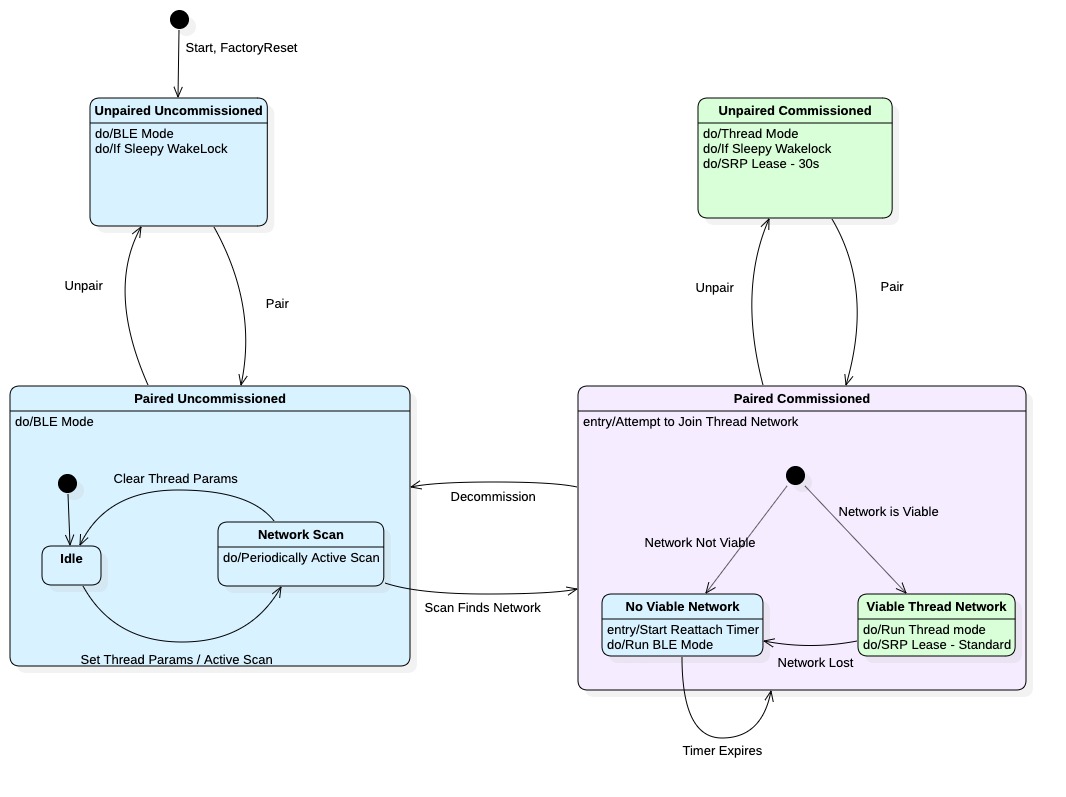 Start, FactoryReset
Unpaired Uncommissioned
do/BLE Mode
do/If Sleepy WakeLock
Unpaired Commissioned
do/Thread Mode
do/If Sleepy Wakelock
do/SRP Lease - 30s
Unpair
Pair
Unpair
Pair
Paired Uncommissioned
do/BLE Mode
Clear Thread Params
Idle
Network Scan
do/Periodically Active Scan
Set Thread Params / Active Scan
Decommission
Scan Finds Network
Paired Commissioned
entry/Attempt to Join Thread Network
Network is Viable
Network Not Viable
No Viable Network
entry/Start Reattach Timer
do/Run BLE Mode
Viable Thread Network
do/Run Thread mode
do/SRP Lease - Standard
Network Lost
Timer Expires